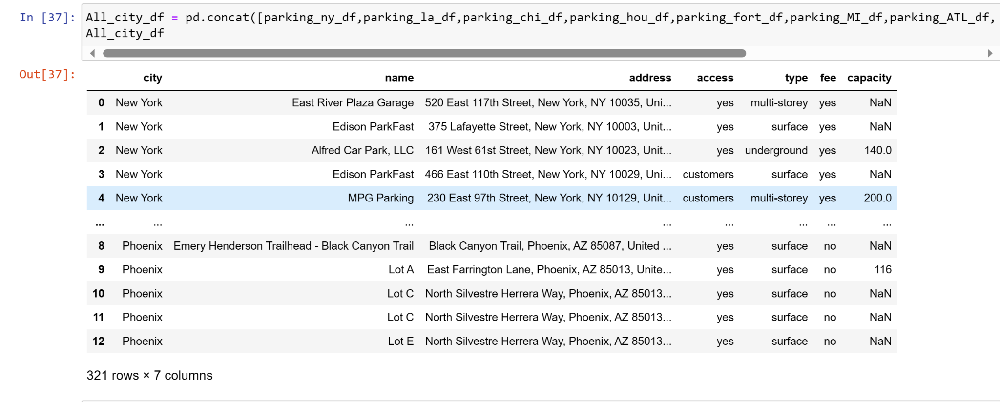 In [37]: All_city_df = pd.concat([parking_ny_df,parking_la_df,parking_chi_df,parking_hou_df,parking_fort_df,parking_MI_df,parking_ATL_df,
All_city_df
Out[37]:
city name address access type fee capacity
0 New York East River Plaza Garage 520 East 117th Street, New York, NY 10035, Uni... yes multi-storey yes NaN
1 New York Edison ParkFast 375 Lafayette Street, New York, NY 10003, Unit... yes surface yes NaN
2 New York Alfred Car Park, LLC 161 West 61st Street, New York, NY 10023, Unit... yes underground yes 140.0
3 New York Edison ParkFast 466 East 110th Street, New York, NY 10029, Uni... customers surface yes NaN
4 New York MPG Parking 230 East 97th Street, New York, NY 10129, Unit... customers multi-storey yes 200.0
... ... ... ... ... ... ... ...
8 Phoenix Emery Henderson Trailhead - Black Canyon Trail Black Canyon Trail, Phoenix, AZ 85087, United ... yes surface no NaN
9 Phoenix Lot A East Farrington Lane, Phoenix, AZ 85013, Unite... yes surface no 116
10 Phoenix Lot C North Silvestre Herrera Way, Phoenix, AZ 85013... yes surface no NaN
11 Phoenix Lot C North Silvestre Herrera Way, Phoenix, AZ 85013... yes surface no NaN
12 Phoenix Lot E North Silvestre Herrera Way, Phoenix, AZ 85013... yes surface no NaN
321 rows × 7 columns